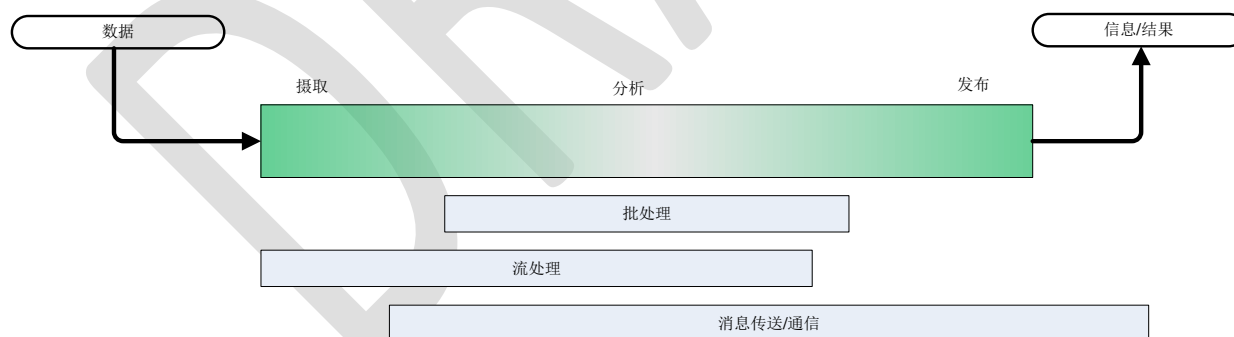 数据
信息/结果
摄取
分析
发布
批处理
流处理
消息传送/通信